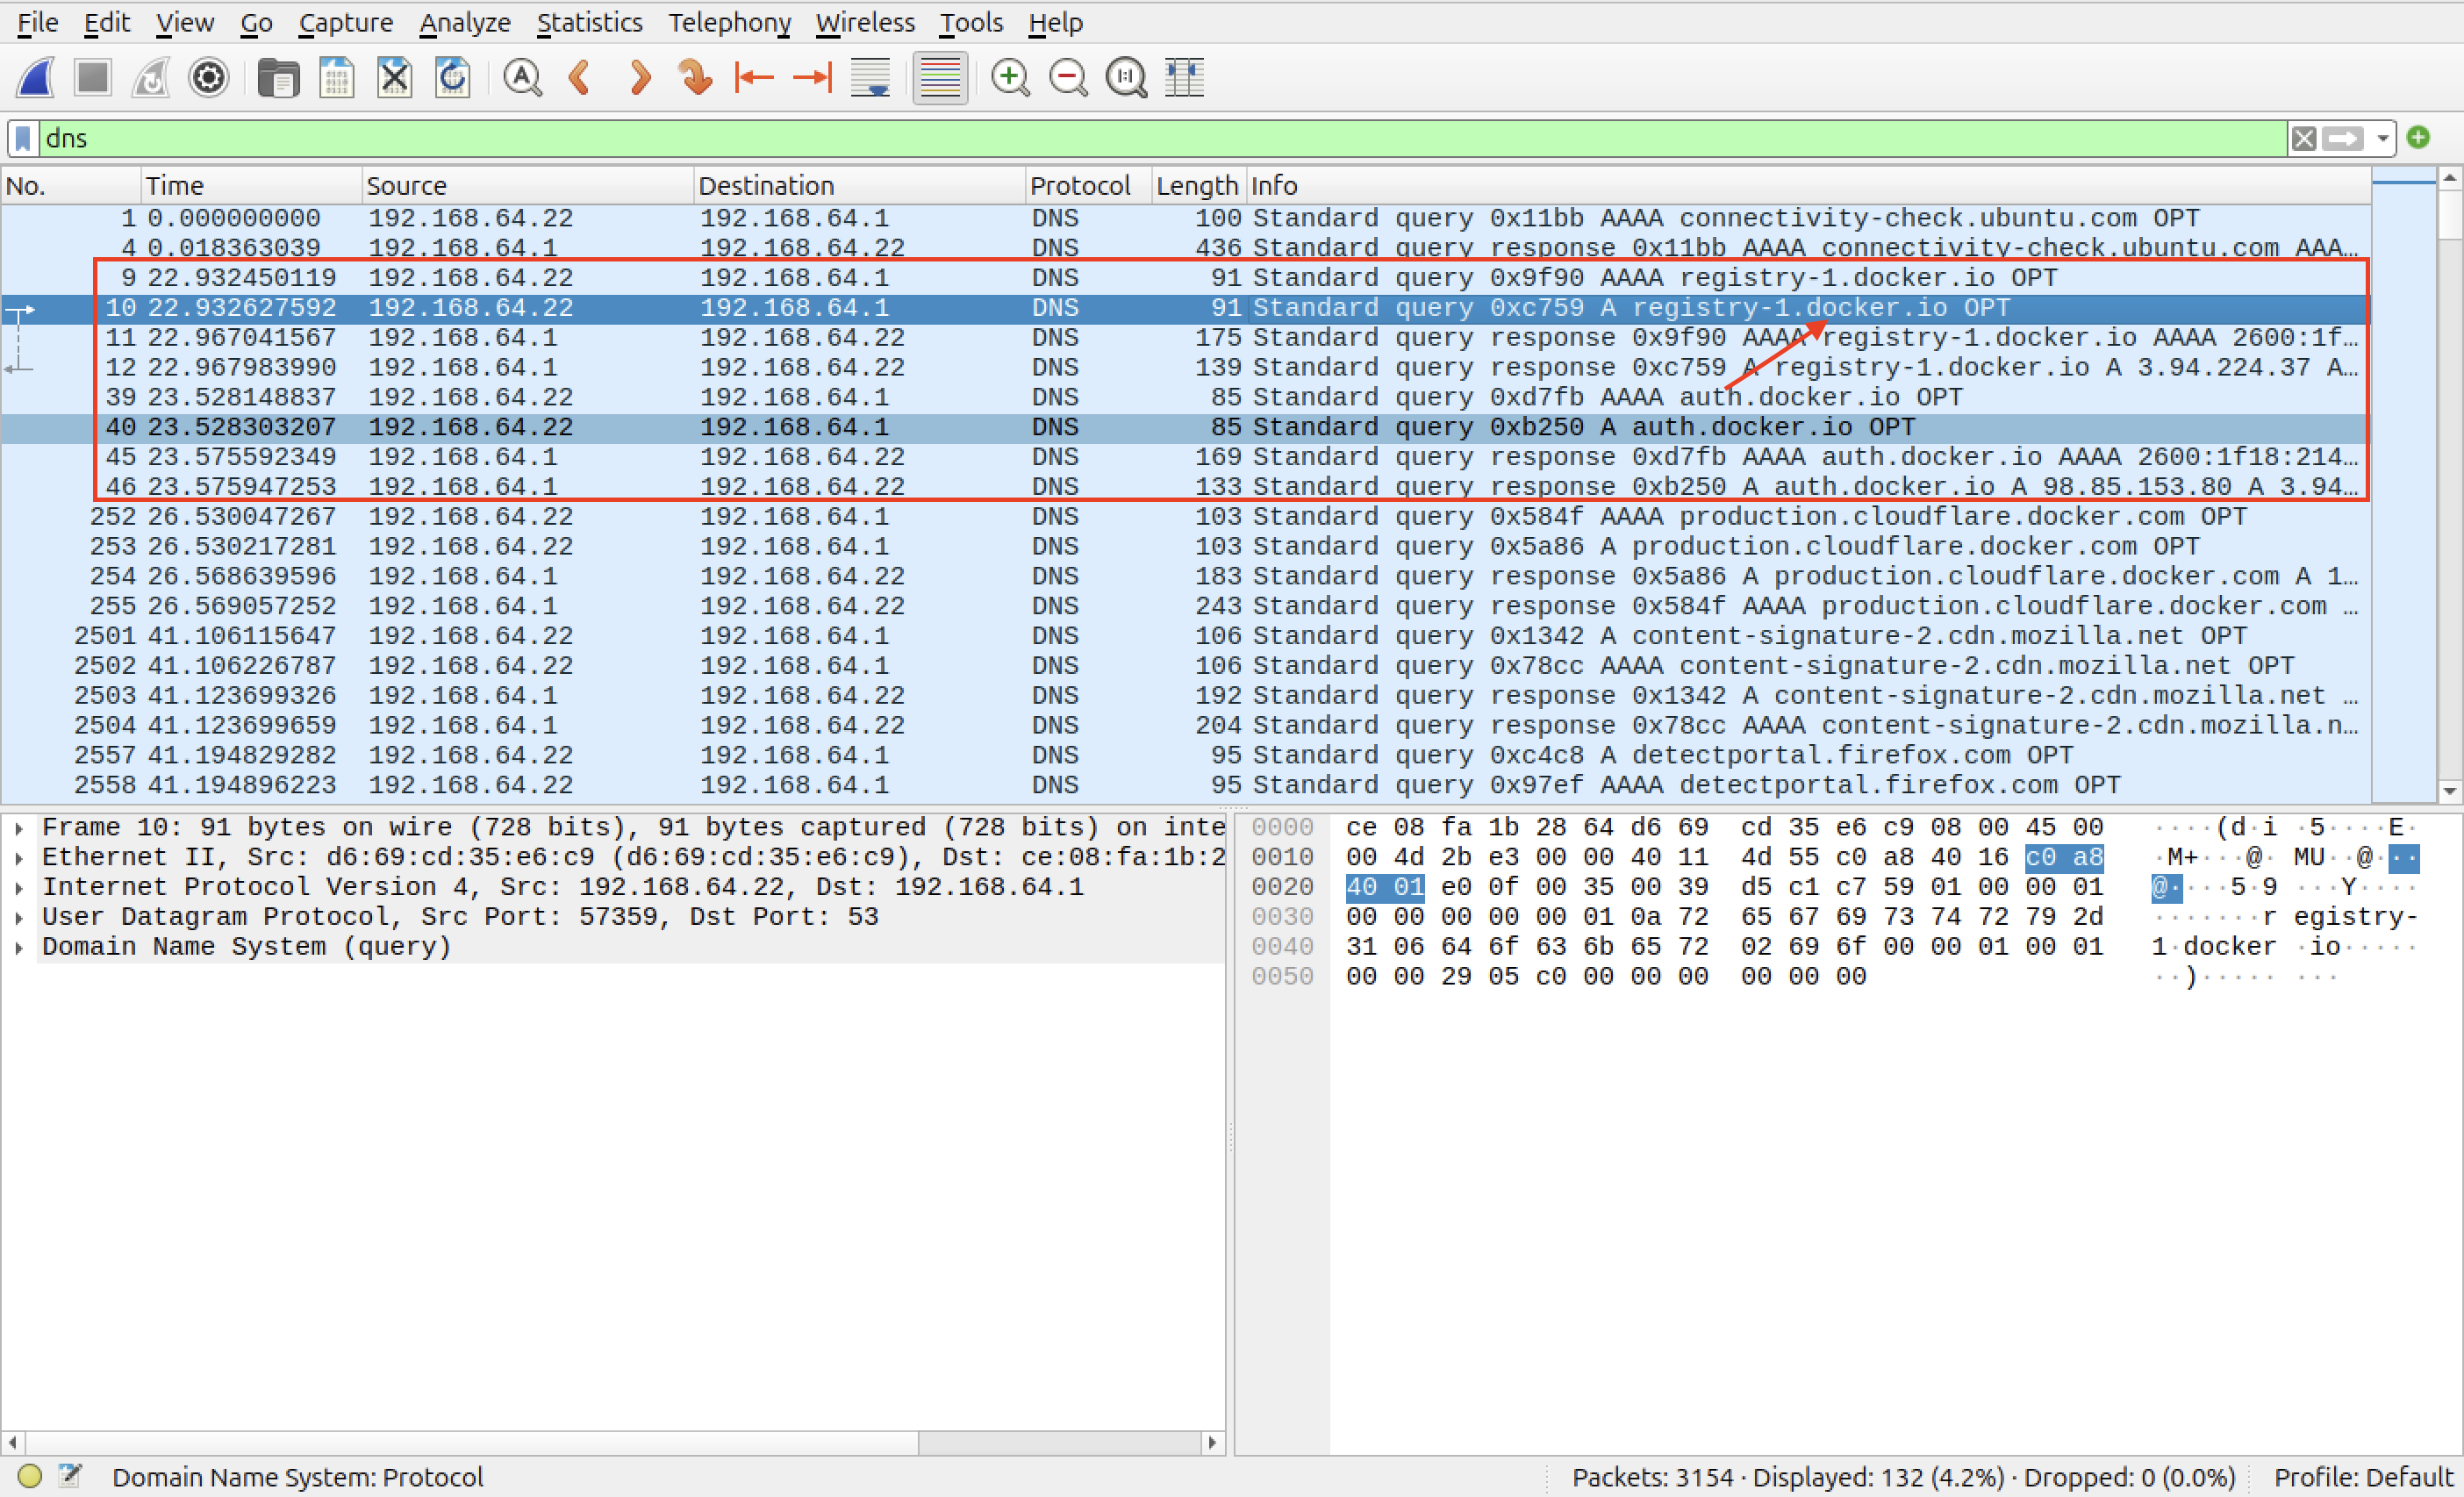 File Edit View Go Capture Analyze Statistics Telephony Wireless Tools Help
dns
No. Time Source Destination Protocol Length Info
1 0.000000000 192.168.64.22 192.168.64.1 DNS 100 Standard query 0x11bb AAAA connectivity-check.ubuntu.com OPT
4 0.018363039 192.168.64.1 192.168.64.22 DNS 436 Standard query response 0x11bb AAAA connectivity-check.ubuntu.com AAA…
9 22.932450119 192.168.64.22 192.168.64.1 DNS 91 Standard query 0x9f90 AAAA registry-1.docker.io OPT
10 22.932627592 192.168.64.22 192.168.64.1 DNS 91 Standard query 0xc759 A registry-1.docker.io OPT
11 22.967041567 192.168.64.1 192.168.64.22 DNS 175 Standard query response 0x9f90 AAAA registry-1.docker.io AAAA 2600:1f…
12 22.967983990 192.168.64.1 192.168.64.22 DNS 139 Standard query response 0xc759 A registry-1.docker.io A 3.94.224.37 A…
39 23.528148837 192.168.64.22 192.168.64.1 DNS 85 Standard query 0xd7fb AAAA auth.docker.io OPT
40 23.528303207 192.168.64.22 192.168.64.1 DNS 85 Standard query 0xb250 A auth.docker.io OPT
45 23.575592349 192.168.64.1 192.168.64.22 DNS 169 Standard query response 0xd7fb AAAA auth.docker.io AAAA 2600:1f18:214…
46 23.575947253 192.168.64.1 192.168.64.22 DNS 133 Standard query response 0xb250 A auth.docker.io A 98.85.153.80 A 3.94…
252 26.530047267 192.168.64.22 192.168.64.1 DNS 103 Standard query 0x584f AAAA production.cloudflare.docker.com OPT
253 26.530217281 192.168.64.22 192.168.64.1 DNS 103 Standard query 0x5a86 A production.cloudflare.docker.com OPT
254 26.568639596 192.168.64.1 192.168.64.22 DNS 183 Standard query response 0x5a86 A production.cloudflare.docker.com A 1…
255 26.569057252 192.168.64.1 192.168.64.22 DNS 243 Standard query response 0x584f AAAA production.cloudflare.docker.com …
2501 41.106115647 192.168.64.22 192.168.64.1 DNS 106 Standard query 0x1342 A content-signature-2.cdn.mozilla.net OPT
2502 41.106226787 192.168.64.22 192.168.64.1 DNS 106 Standard query 0x78cc AAAA content-signature-2.cdn.mozilla.net OPT
2503 41.123699326 192.168.64.1 192.168.64.22 DNS 192 Standard query response 0x1342 A content-signature-2.cdn.mozilla.net …
2504 41.123699659 192.168.64.1 192.168.64.22 DNS 204 Standard query response 0x78cc AAAA content-signature-2.cdn.mozilla.n…
2557 41.194829282 192.168.64.22 192.168.64.1 DNS 95 Standard query 0xc4c8 A detectportal.firefox.com OPT
2558 41.194896223 192.168.64.22 192.168.64.1 DNS 95 Standard query 0x97ef AAAA detectportal.firefox.com OPT
Frame 10: 91 bytes on wire (728 bits), 91 bytes captured (728 bits) on inte
Ethernet II, Src: d6:69:cd:35:e6:c9 (d6:69:cd:35:e6:c9), Dst: ce:08:fa:1b:2
Internet Protocol Version 4, Src: 192.168.64.22, Dst: 192.168.64.1
User Datagram Protocol, Src Port: 57359, Dst Port: 53
Domain Name System (query)
0000 ce 08 fa 1b 28 64 d6 69 cd 35 e6 c9 08 00 45 00 ····(d·i ·5····E·
0010 00 4d 2b e3 00 00 40 11 4d 55 c0 a8 40 16 c0 a8 ·M+···@· MU··@···
0020 40 01 e0 0f 00 35 00 39 d5 c1 c7 59 01 00 00 01 @····5·9 ···Y····
0030 00 00 00 00 00 01 0a 72 65 67 69 73 74 72 79 2d ·······r egistry-
0040 31 06 64 6f 63 6b 65 72 02 69 6f 00 00 01 00 01 1·docker ·io·····
0050 00 00 29 05 c0 00 00 00 00 00 00 ··)····· ···
Domain Name System: Protocol Packets: 3154 · Displayed: 132 (4.2%) · Dropped: 0 (0.0%) Profile: Default